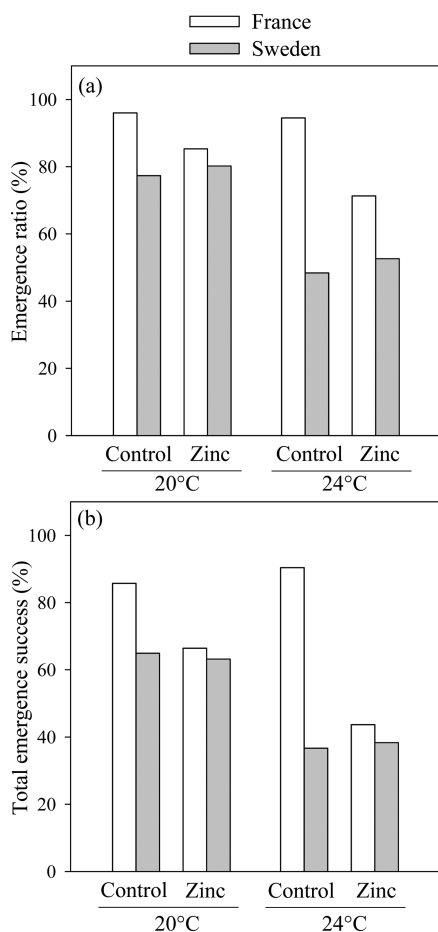 France
Sweden
(a)
Emergence ratio (%)
100
80
60
40
20
0
Control Zinc Control Zinc
20°C 24°C
(b)
Total emergence success (%)
100
80
60
40
20
0
Control Zinc Control Zinc
20°C 24°C